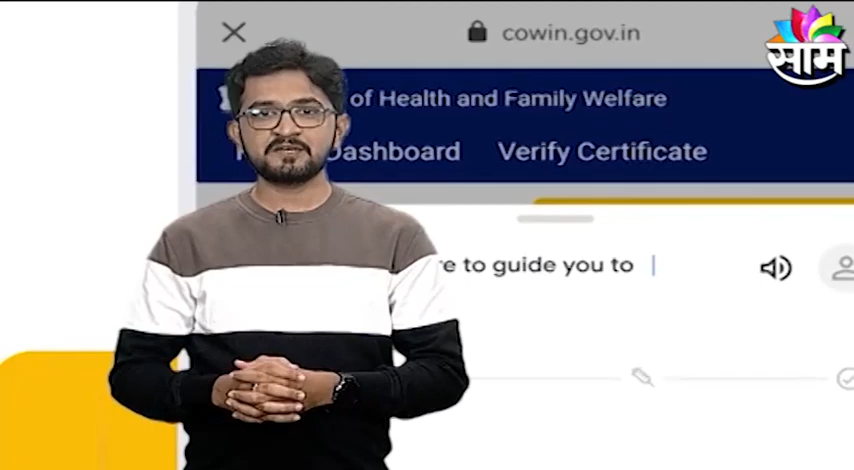 cowin.gov.in
साम
of Health and Family Welfare
Dashboard
Verify Certificate
re to guide you to